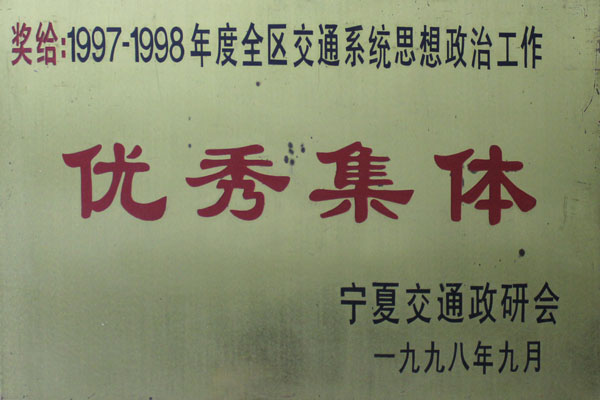 奖给:1997-1998年度全区交通系统思想政治工作
优秀集体
宁夏交通政研会
一九九八年九月